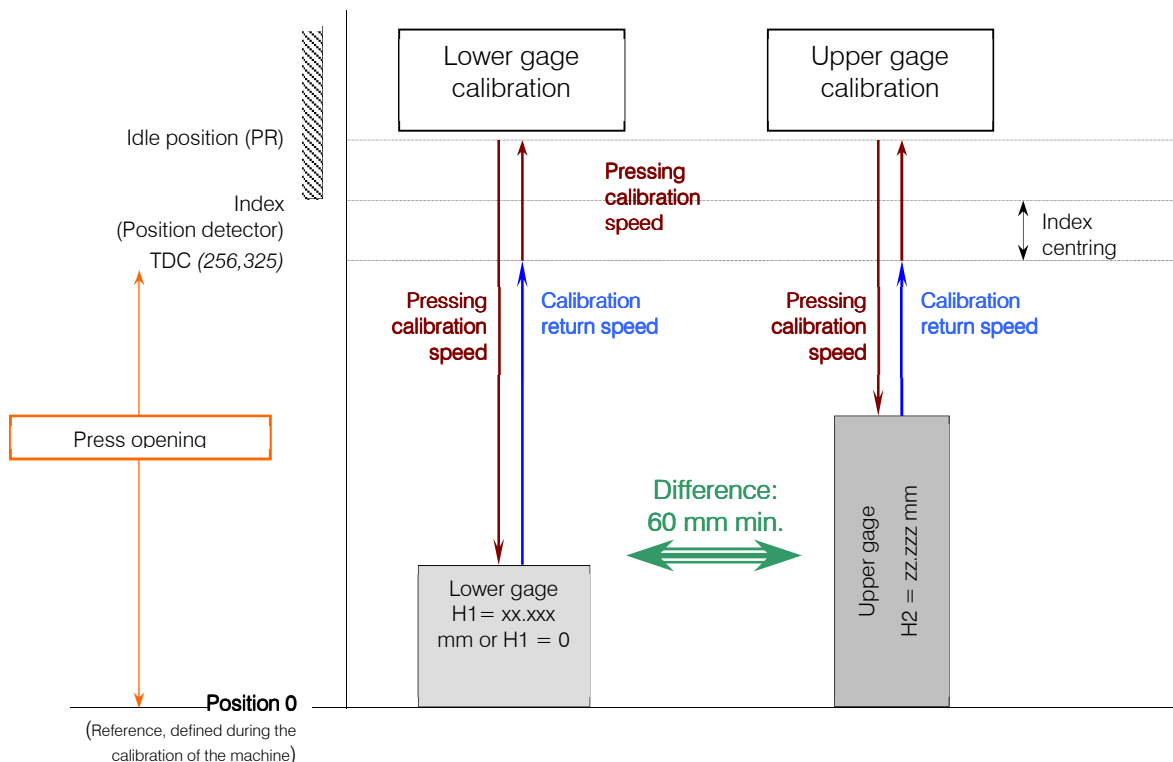 Lower gage
calibration
Upper gage
calibration
Idle position (PR)
Pressing
calibration
speed
Index
(Position detector)
Index
centring
TDC (256,325)
Pressing
calibration
speed
Calibration
return speed
Pressing
calibration
speed
Calibration
return speed
Press opening
Difference:
60 mm min.
Upper gage
H2 = zz.zzz mm
Lower gage
H1= xx.xxx
mm or H1 = 0
Position 0
(Reference, defined during the
calibration of the machine)